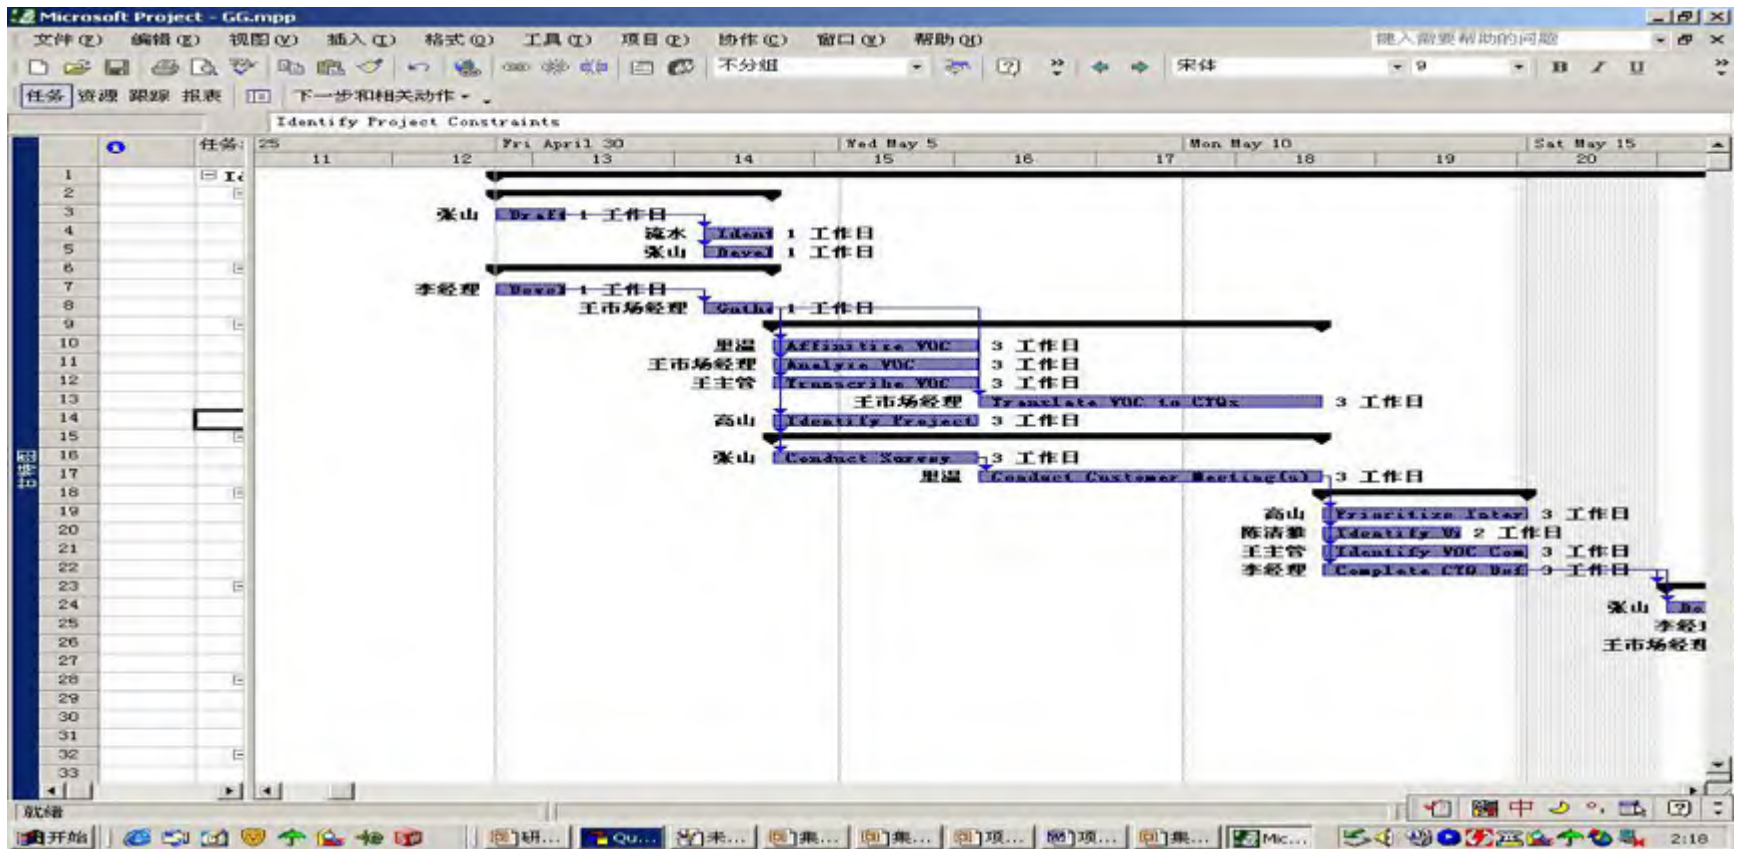 Microsoft Project - GG.mpp
文件(F) 编辑(E) 视图(V) 插入(I) 格式(O) 工具(T) 项目(P) 协作(C) 窗口(W) 帮助(H) 键入需要帮助的问题
不分组 宋体 9 B I U
任务 资源 跟踪 报表 下一步和相关动作
Identify Project Constraints
任务 25 Fri April 30 Wed May 5 Mon May 10 Sat May 15
11 12 13 14 15 16 17 18 19 20
1
2
3 张山 1 工作日
4 流水 1 工作日
5 张山 1 工作日
6
7 李经理 1 工作日
8 王市场经理 1 工作日
9
10 里温 Affinitize VOC 3 工作日
11 王市场经理 Analyze VOC 3 工作日
12 王主管 Transcribe VOC 3 工作日
13 王市场经理 Translate VOC to CTQs 3 工作日
14 高山 Identify Project 3 工作日
15
16 张山 Conduct Survey 3 工作日
17 里温 Conduct Customer Meeting(s) 3 工作日
18
19 高山 Prioritize Inter 3 工作日
20 陈清雅 Identify 2 工作日
21 王主管 Identify VOC Com 3 工作日
22 李经理 Complete CTQ Def 3 工作日
23
24 张山
25 李经
26 王市场经理
27
28
29
30
31
32
33
就绪
开始 研... Qu... 未... 集... 集... 项... 项... 集... Mic... 2:18